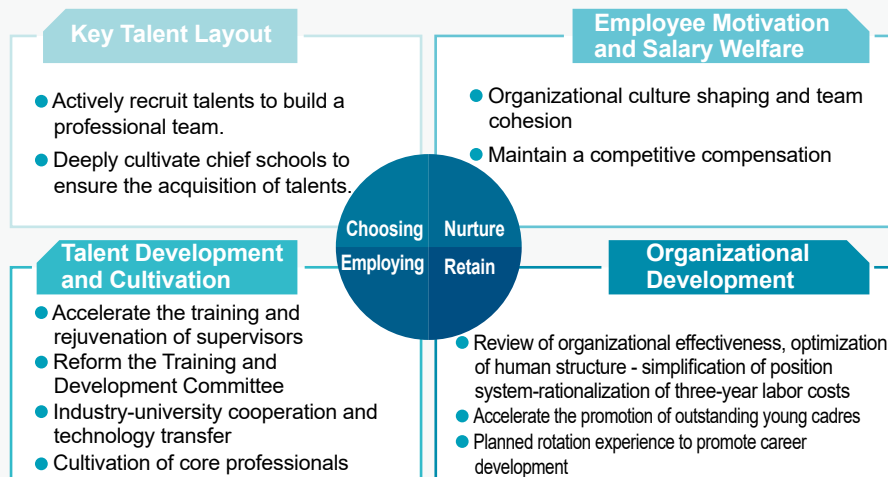 Key Talent Layout
Actively recruit talents to build a
professional team.
Deeply cultivate chief schools to
ensure the acquisition of talents.
Employee Motivation
and Salary Welfare
Organizational culture shaping and team
cohesion
Maintain a competitive compensation
Choosing
Nurture
Employing
Retain
Talent Development
and Cultivation
Accelerate the training and
rejuvenation of supervisors
Reform the Training and
Development Committee
Industry-university cooperation and
technology transfer
Cultivation of core professionals
Organizational
Development
Review of organizational effectiveness, optimization
of human structure - simplification of position
system-rationalization of three-year labor costs
Accelerate the promotion of outstanding young cadres
Planned rotation experience to promote career
development